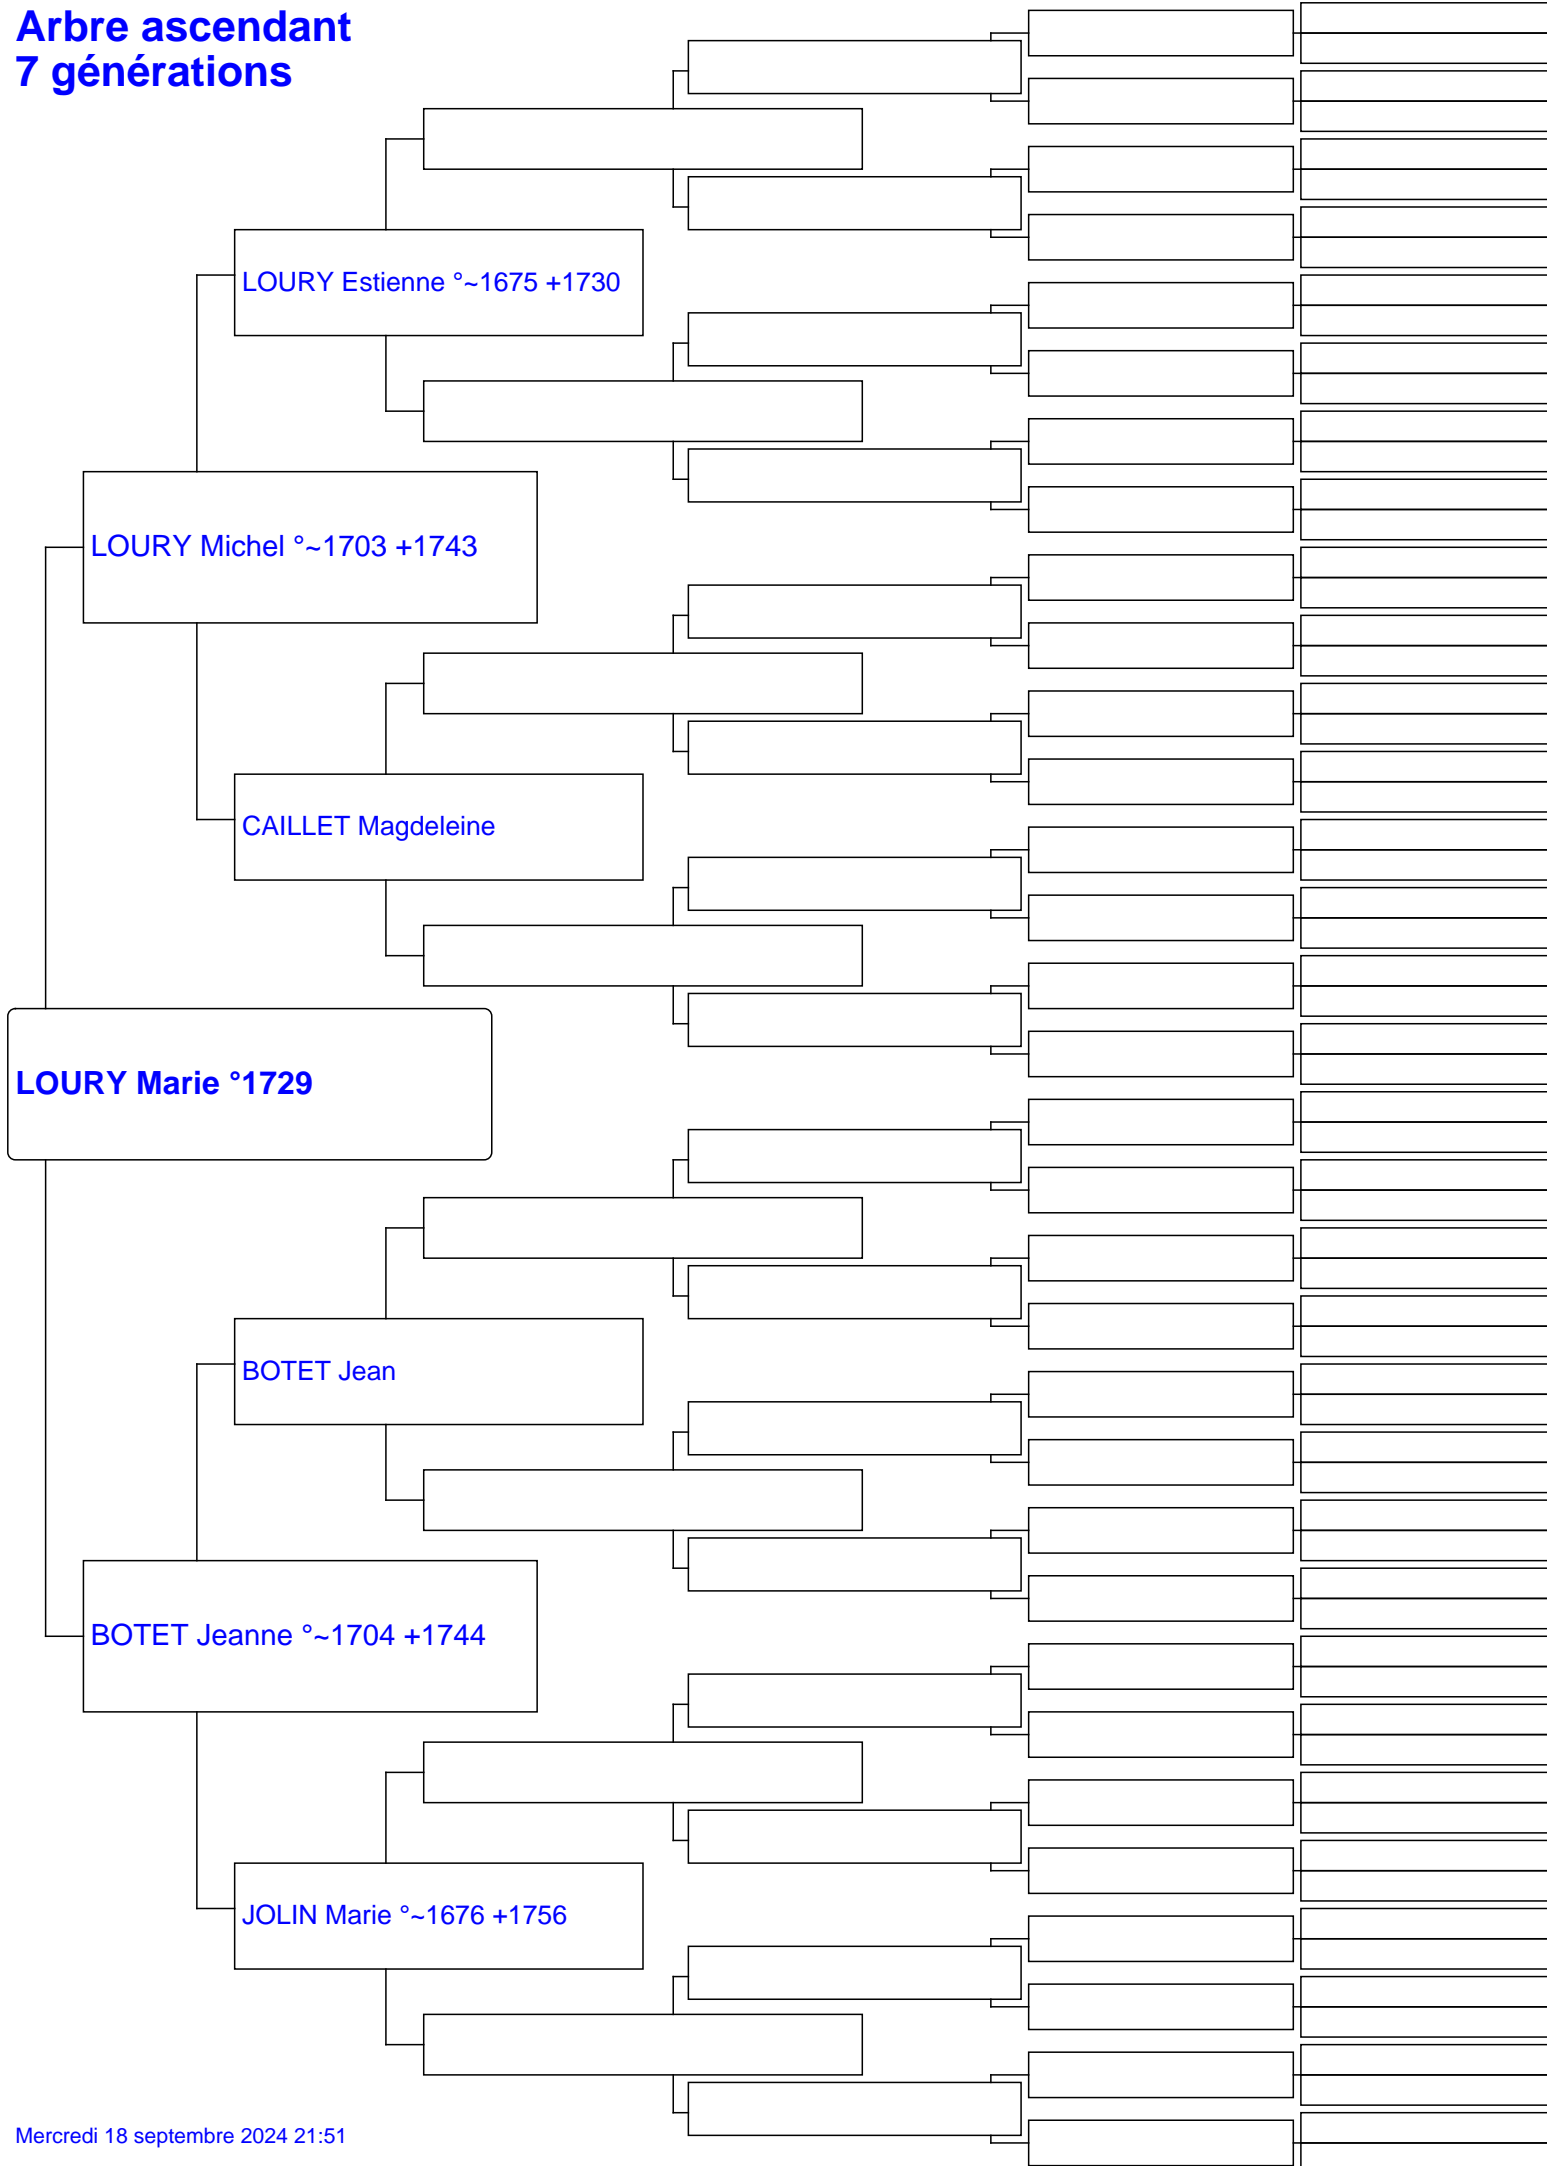 Arbre ascendant
7 générations
LOURY Estienne °~1675 +1730
LOURY Michel °~1703 +1743
CAILLET Magdeleine
LOURY Marie °1729
BOTET Jean
BOTET Jeanne °~1704 +1744
JOLIN Marie °~1676 +1756
Mercredi 18 septembre 2024 21:51